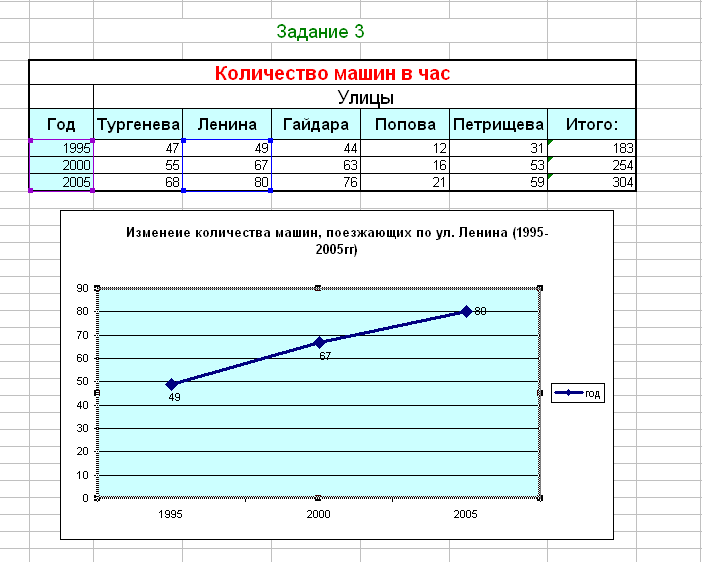 Задание 3
Количество машин в час
Улицы
Год Тургенева Ленина Гайдара Попова Петрищева Итого:
1995 47 49 44 12 31 183
2000 55 67 63 16 53 254
2005 68 80 76 21 59 304
Изменеие количества машин, поезжающих по ул. Ленина (1995-
2005гг)
90
80
70
60
50
40
30
20
10
0
49
67
80
1995 2000 2005
год